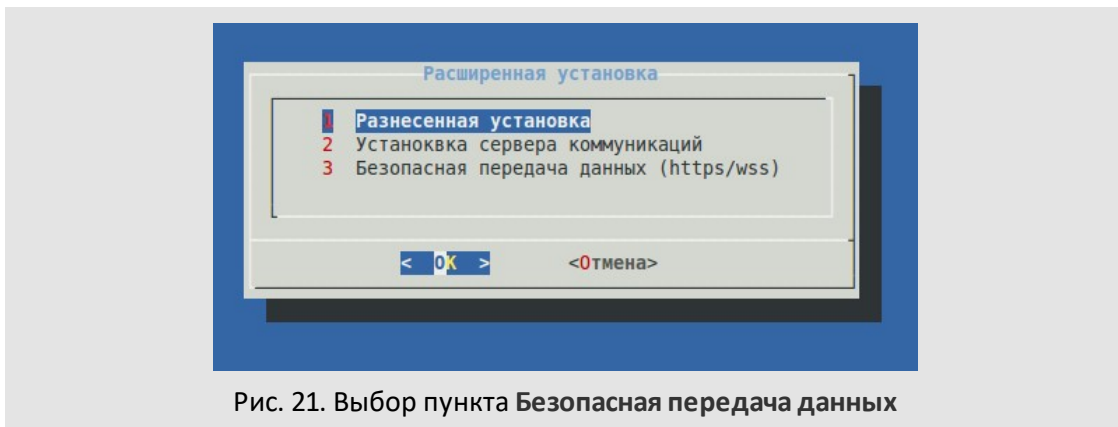 Расширенная установка
1 Разнесенная установка
2 Устаноквка сервера коммуникаций
3 Безопасная передача данных (https/wss)
< OK > <Отмена>
Рис. 21. Выбор пункта Безопасная передача данных